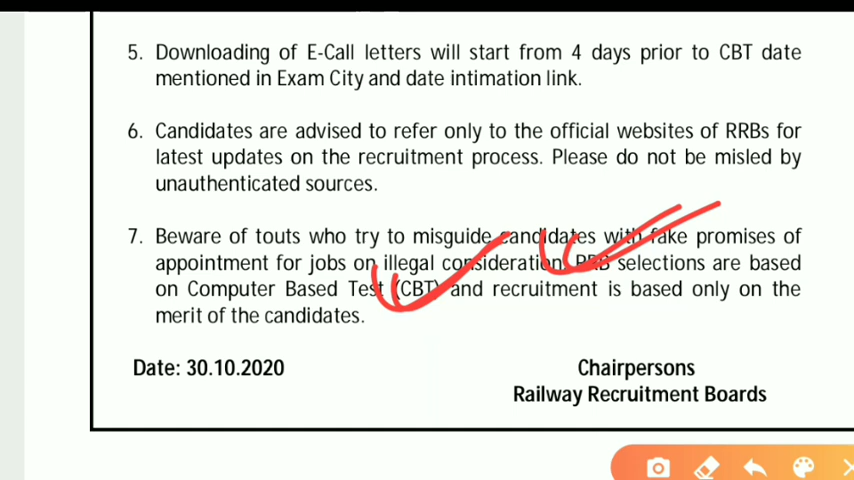 5. Downloading of E-Call letters will start from 4 days prior to CBT date
mentioned in Exam City and date intimation link.
6. Candidates are advised to refer only to the official websites of RRBs for
latest updates on the recruitment process. Please do not be misled by
unauthenticated sources.
7. Beware of touts who try to misguide candidates with fake promises of
appointment for jobs on illegal consideration. RRB selections are based
on Computer Based Test (CBT) and recruitment is based only on the
merit of the candidates.
Date: 30.10.2020
Chairpersons
Railway Recruitment Boards